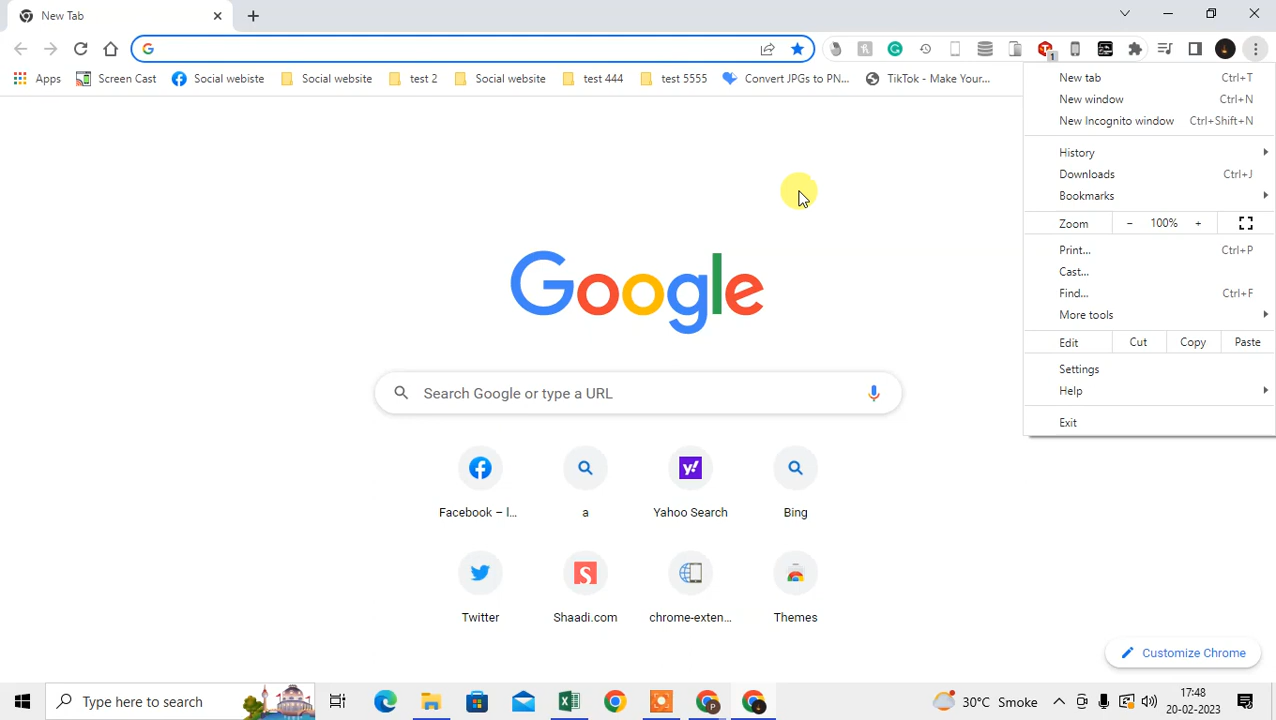 New Tab
Apps Screen Cast Social webiste Social website test 2 Social website test 444 test 5555 Convert JPGs to PN... TikTok - Make Your...
1
New tab Ctrl+T
New window Ctrl+N
New Incognito window Ctrl+Shift+N
History
Downloads Ctrl+J
Bookmarks
Zoom - 100% +
Print... Ctrl+P
Cast...
Find... Ctrl+F
More tools
Edit Cut Copy Paste
Settings
Help
Exit
Google
Search Google or type a URL
Facebook – l... a Yahoo Search Bing
Twitter Shaadi.com chrome-exten... Themes
Customize Chrome
Type here to search
30°C Smoke
17:48
20-02-2023